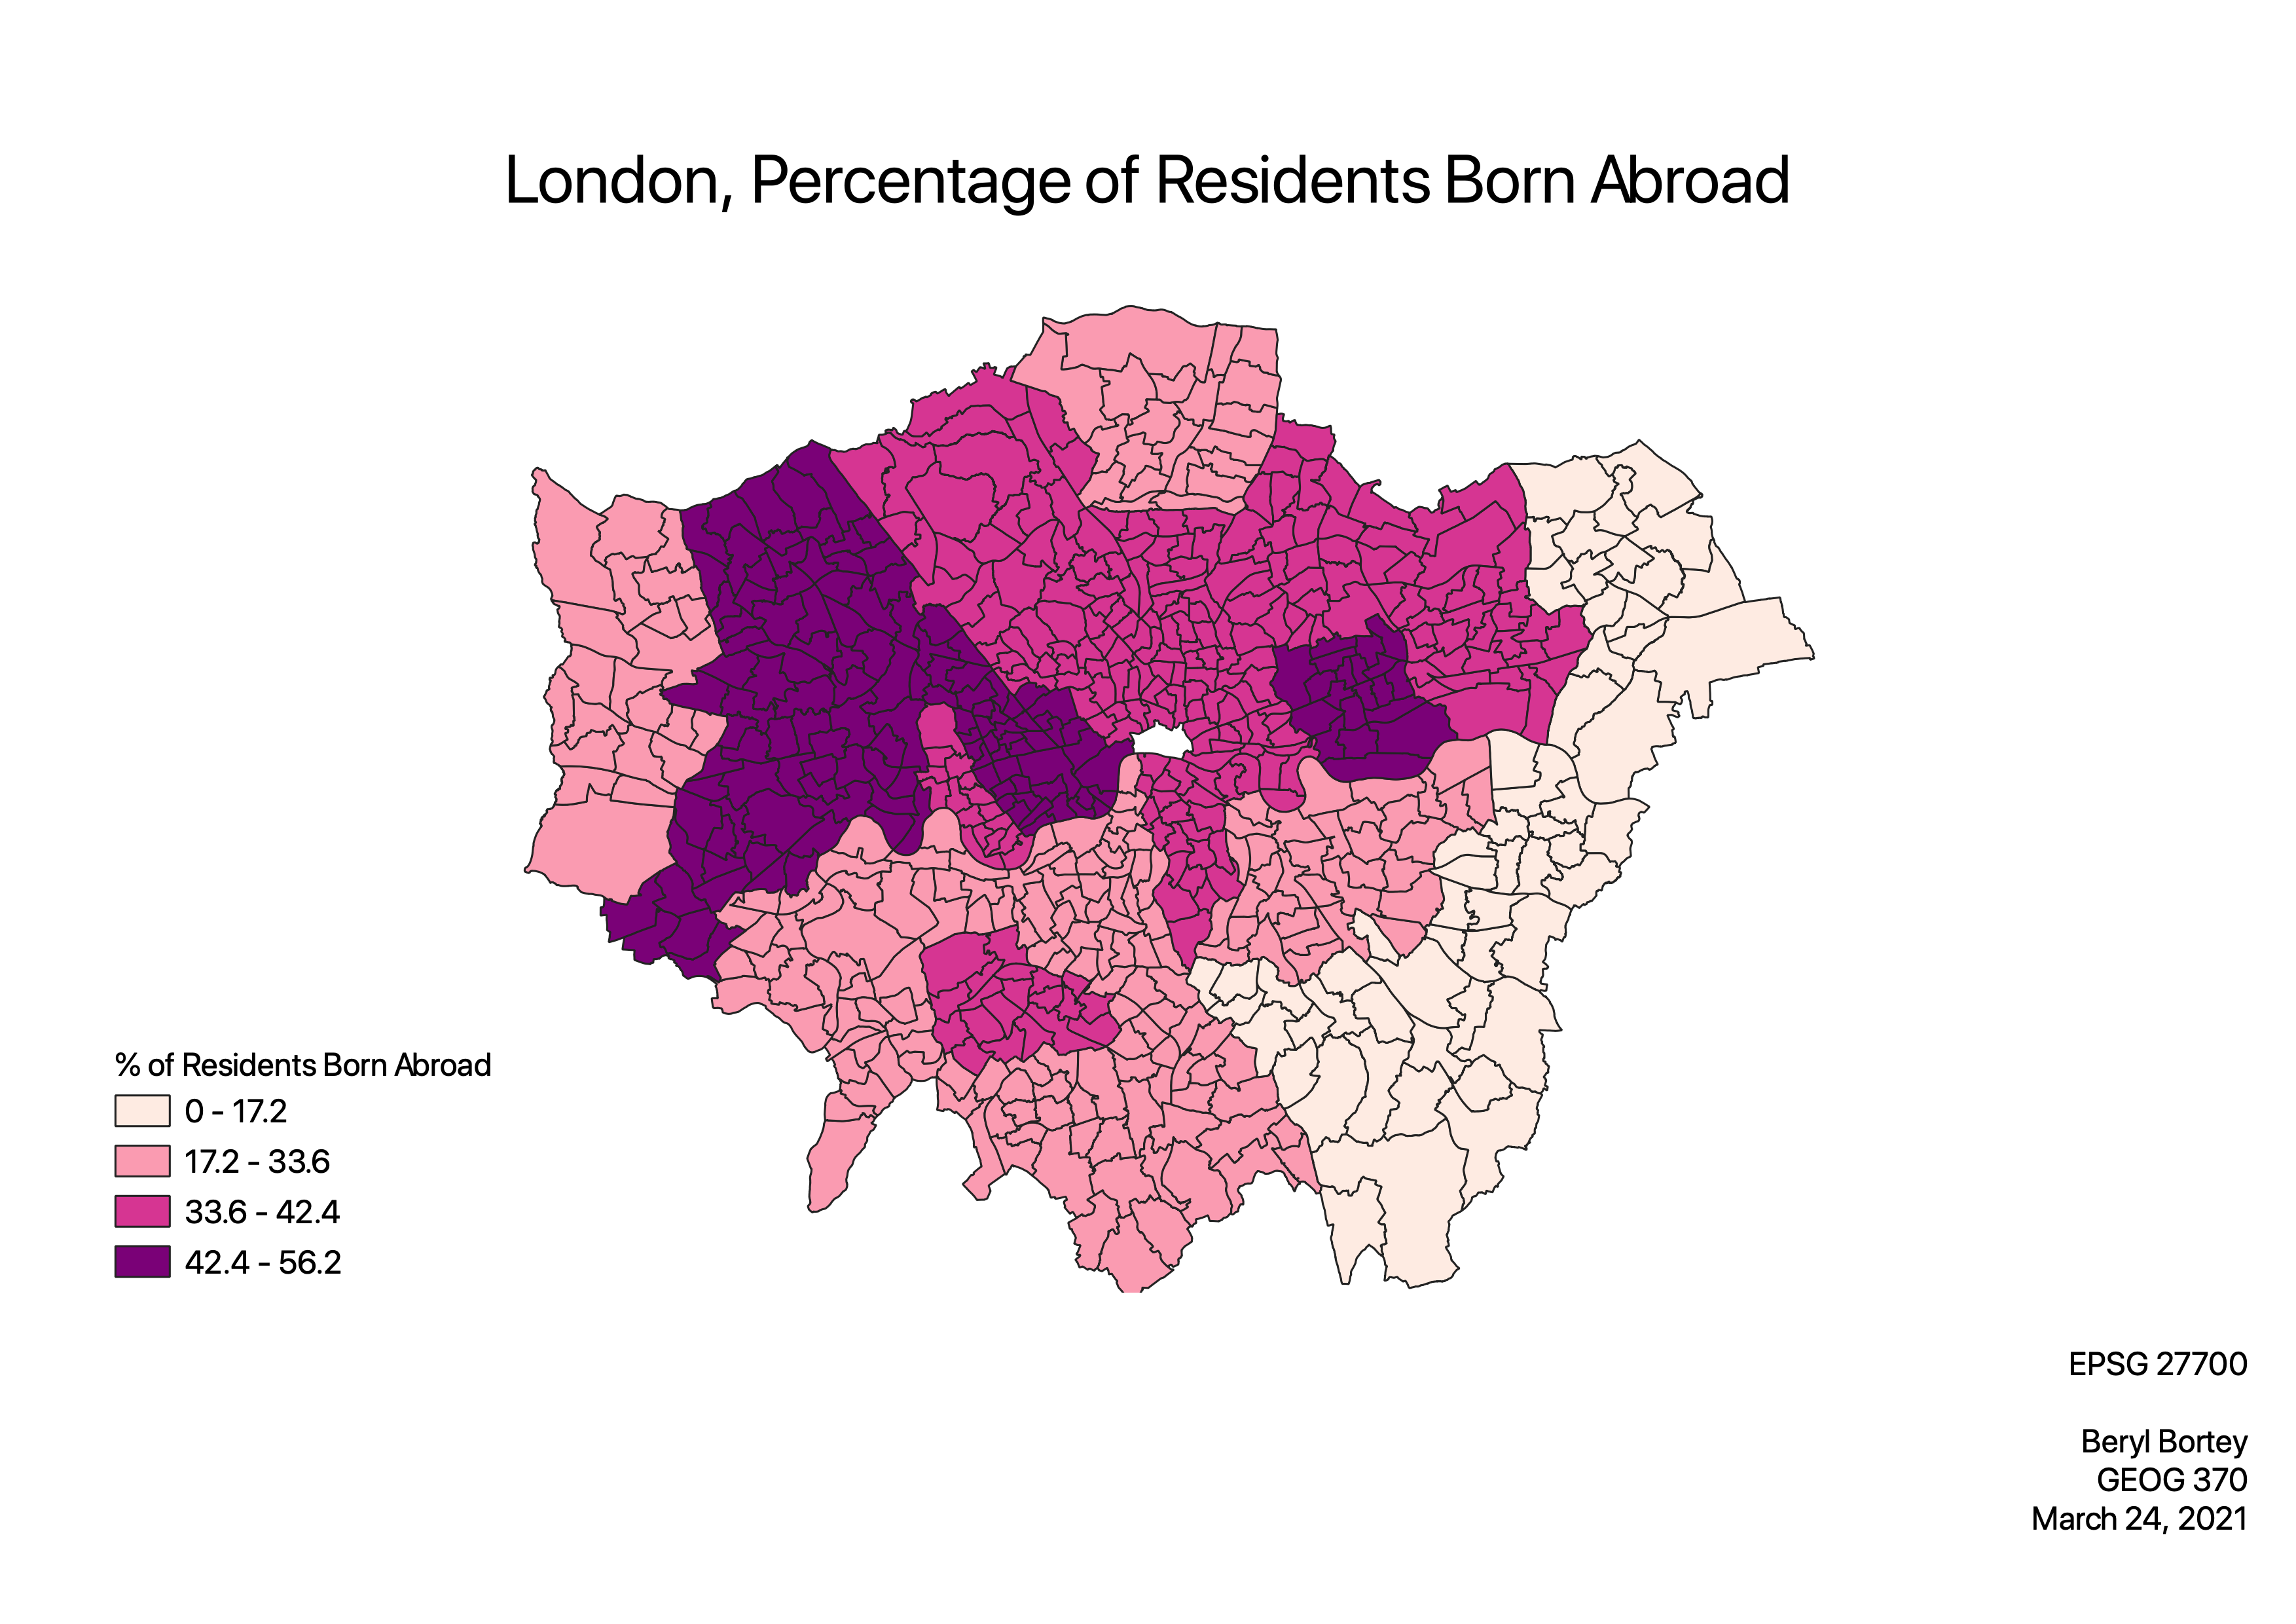 London, Percentage of Residents Born Abroad
% of Residents Born Abroad
0 - 17.2
17.2 - 33.6
33.6 - 42.4
42.4 - 56.2
EPSG 27700
Beryl Bortey
GEOG 370
March 24, 2021